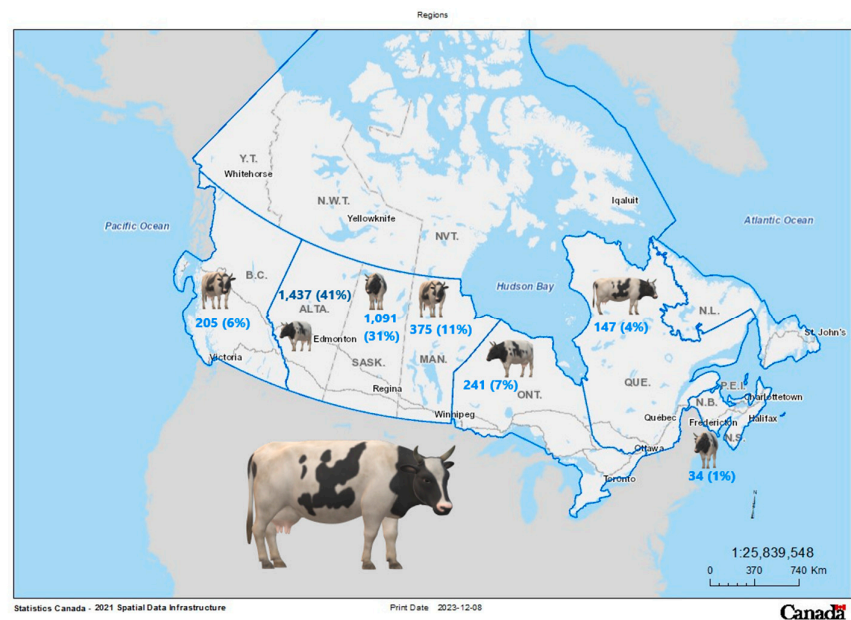 Regions
Y.T.
Whitehorse
N.W.T.
Yellowknife
Iqaluit
Pacific Ocean
Atlantic Ocean
NVT.
B.C.
Hudson Bay
1,437 (41%)
ALTA.
N.L.
205 (6%)
1,091
(31%)
375 (11%)
147 (4%)
St. John's
Edmonton
Victoria
SASK.
MAN.
241 (7%)
QUE.
P.E.I.
Regina
ONT.
N.B.
Charlottetown
Winnipeg
Québec
Fredericton
Halifax
N.S.
Ottawa
34 (1%)
Toronto
N
1:25,839,548
0 370 740 Km
Statistics Canada - 2021 Spatial Data Infrastructure
Print Date 2023-12-08
Canada